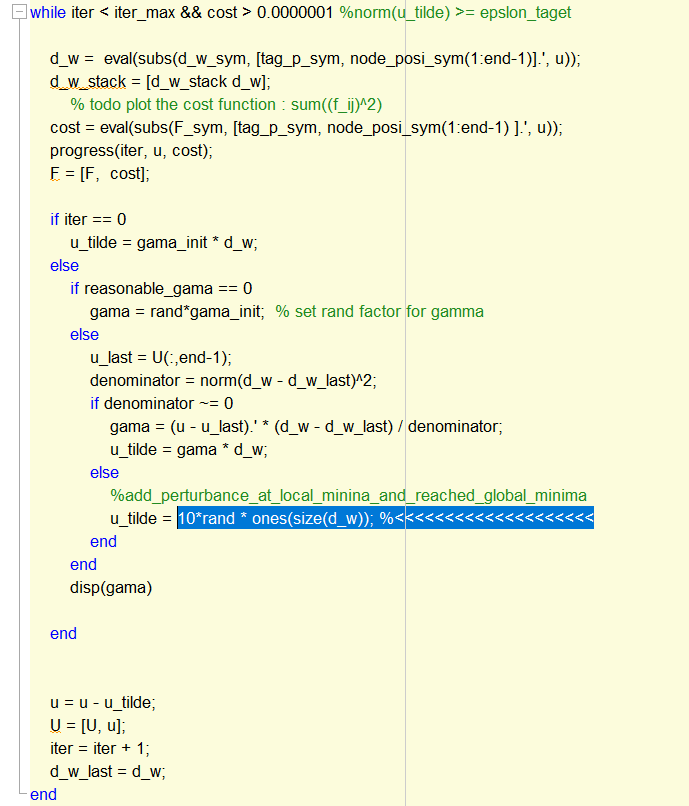 while iter < iter_max && cost > 0.0000001 %norm(u_tilde) >= epslon_taget
d_w =  eval(subs(d_w_sym, [tag_p_sym, node_posi_sym(1:end-1)].', u));
d_w_stack = [d_w_stack d_w];
% todo plot the cost function : sum((f_ij)^2)
cost = eval(subs(F_sym, [tag_p_sym, node_posi_sym(1:end-1) ].', u));
progress(iter, u, cost);
F = [F,  cost];
if iter == 0
u_tilde = gama_init * d_w;
else
if reasonable_gama == 0
gama = rand*gama_init;  % set rand factor for gamma
else
u_last = U(:,end-1);
denominator = norm(d_w - d_w_last)^2;
if denominator ~= 0
gama = (u - u_last).' * (d_w - d_w_last) / denominator;
u_tilde = gama * d_w;
else
%add_perturbance_at_local_minina_and_reached_global_minima
u_tilde = 10*rand * ones(size(d_w)); %<<<<<<<<<<<<<<<<<<<<
end
end
disp(gama)
end
u = u - u_tilde;
U = [U, u];
iter = iter + 1;
d_w_last = d_w;
end